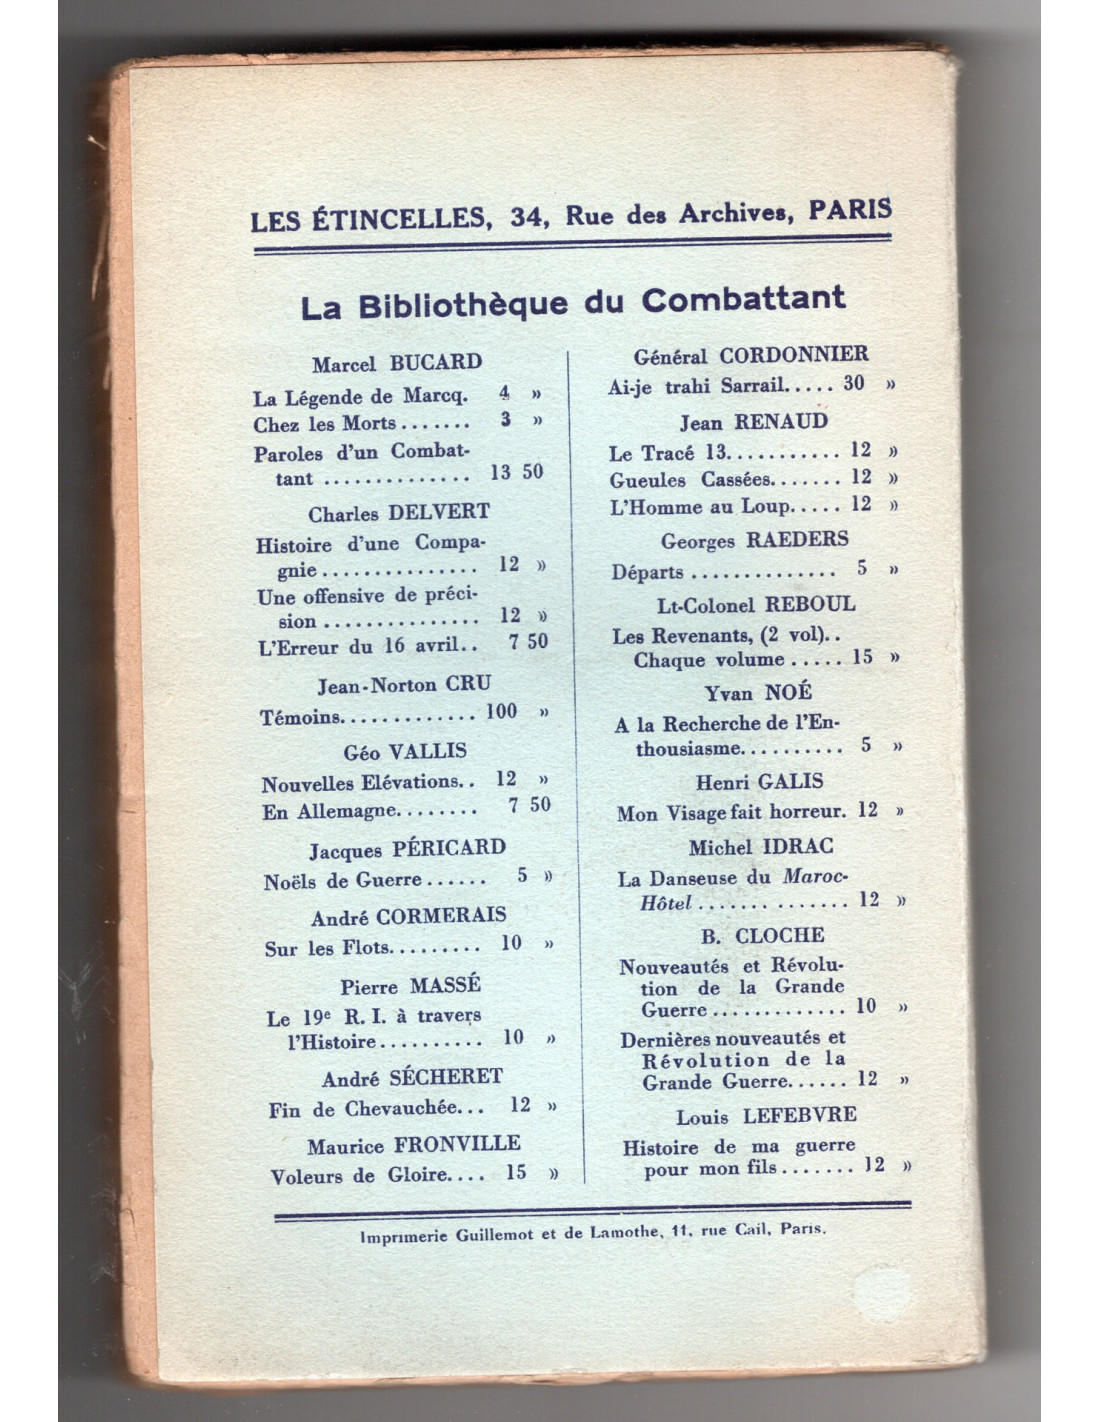 LES ÉTINCELLES, 34, Rue des Archives, PARIS
La Bibliothèque du Combattant
Marcel BUCARD
La Légende de Marcq. 4 »
Chez les Morts....... 3 »
Paroles d'un Combat-
tant .............. 13 50
Charles DELVERT
Histoire d'une Compa-
gnie............... 12 »
Une offensive de préci-
sion ............... 12 »
L'Erreur du 16 avril.. 7 50
Jean-Norton CRU
Témoins............. 100 »
Géo VALLIS
Nouvelles Elévations.. 12 »
En Allemagne........ 7 50
Jacques PÉRICARD
Noëls de Guerre...... 5 »
André CORMERAIS
Sur les Flots......... 10 »
Pierre MASSÉ
Le 19e R. I. à travers
l'Histoire.......... 10 »
André SÉCHERET
Fin de Chevauchée... 12 »
Maurice FRONVILLE
Voleurs de Gloire.... 15 »
Général CORDONNIER
Ai-je trahi Sarrail..... 30 »
Jean RENAUD
Le Tracé 13........... 12 »
Gueules Cassées....... 12 »
L'Homme au Loup..... 12 »
Georges RAEDERS
Départs .............. 5 »
Lt-Colonel REBOUL
Les Revenants, (2 vol)..
Chaque volume ..... 15 »
Yvan NOÉ
A la Recherche de l'En-
thousiasme.......... 5 »
Henri GALIS
Mon Visage fait horreur. 12 »
Michel IDRAC
La Danseuse du Maroc-
Hôtel .............. 12 »
B. CLOCHE
Nouveautés et Révolu-
tion de la Grande
Guerre............. 10 »
Dernières nouveautés et
Révolution de la
Grande Guerre...... 12 »
Louis LEFEBVRE
Histoire de ma guerre
pour mon fils....... 12 »
Imprimerie Guillemot et de Lamothe, 11, rue Cail, Paris.